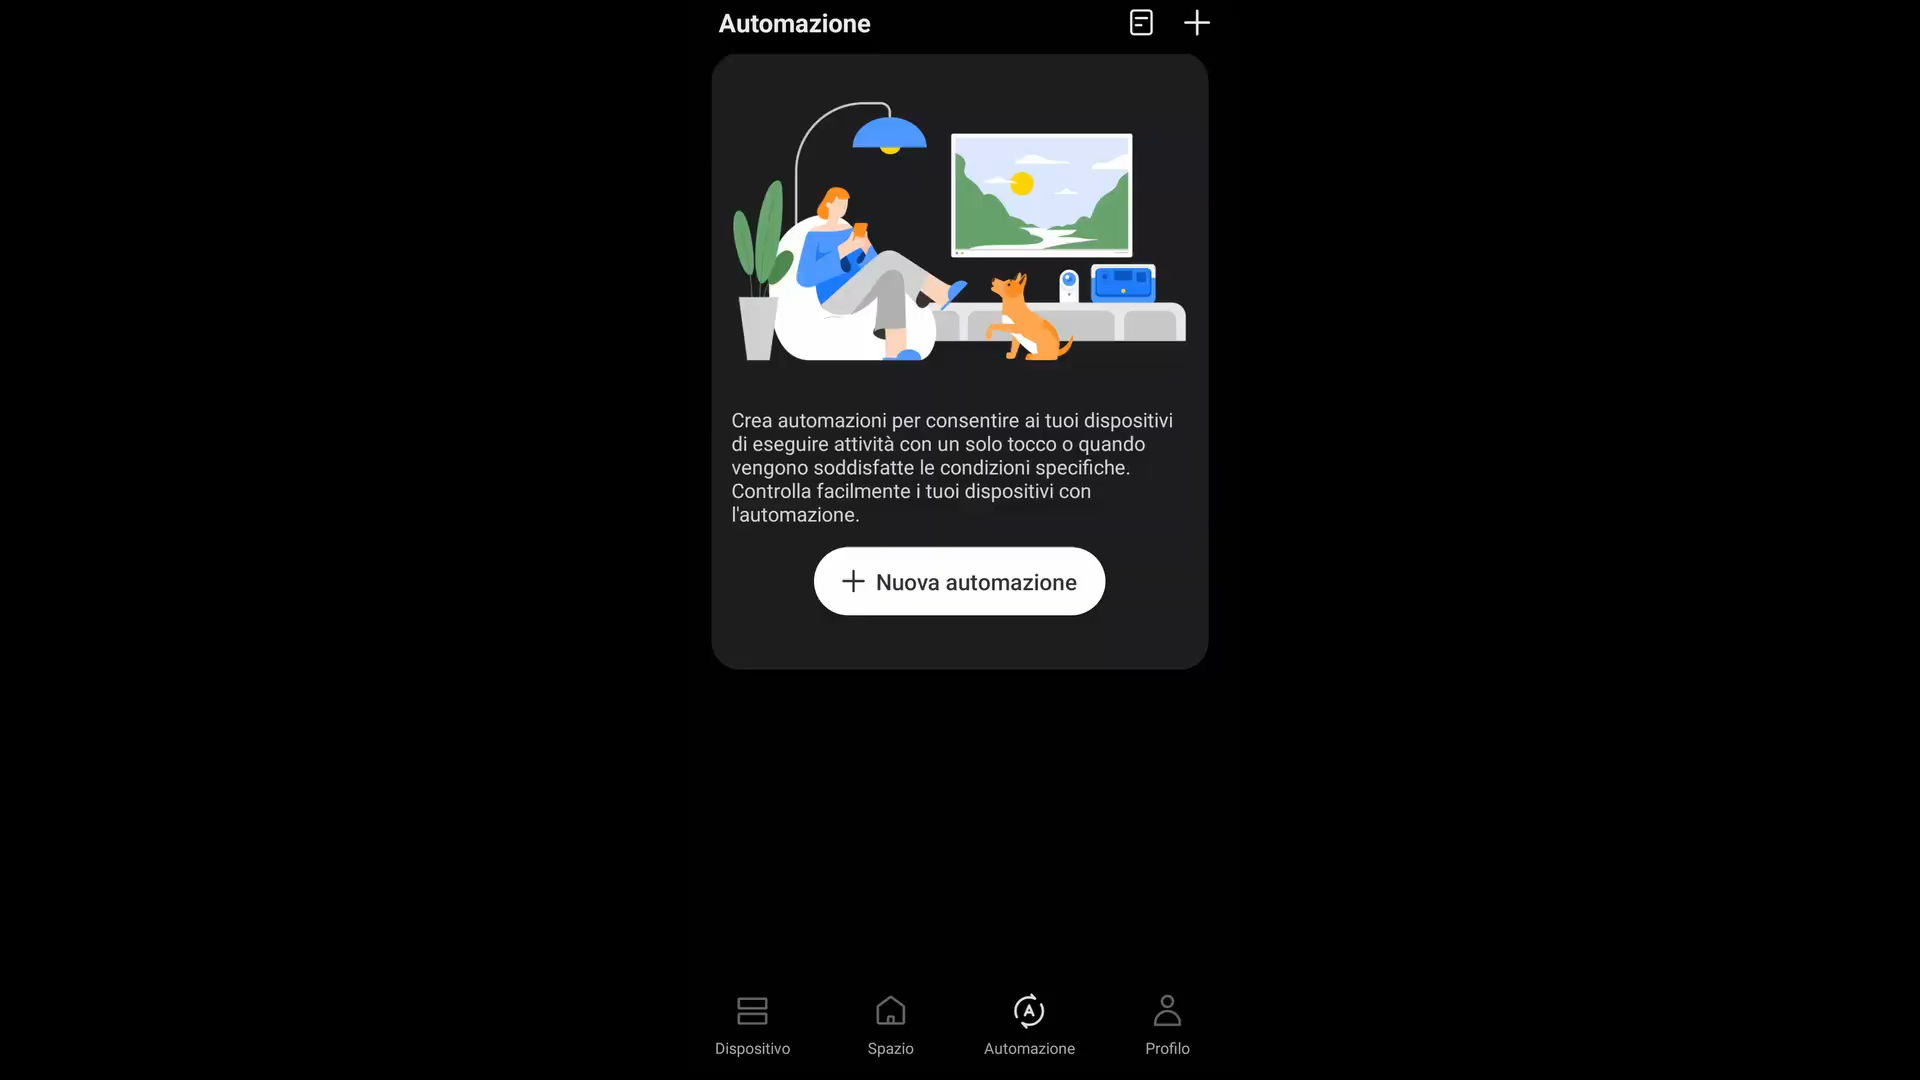 Automazione
Crea automazioni per consentire ai tuoi dispositivi
di eseguire attività con un solo tocco o quando
vengono soddisfatte le condizioni specifiche.
Controlla facilmente i tuoi dispositivi con
l'automazione.
Nuova automazione
Dispositivo
Spazio
Automazione
Profilo